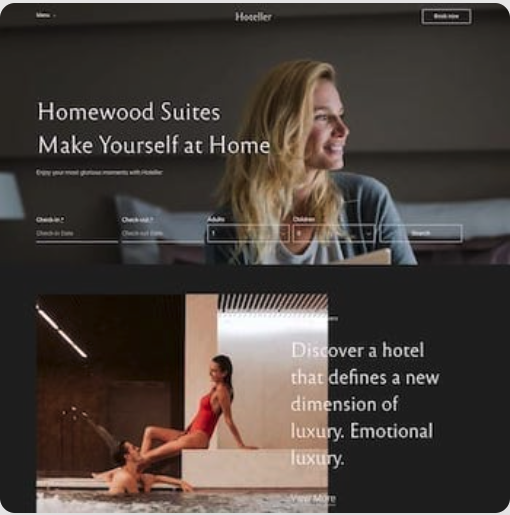 Menu
Hoteller
Book now
Homewood Suites
Make Yourself at Home
Enjoy your most glorious moments with Hoteller
Check-in *
Check-out *
Adults
Children
Check-in Date
Check-out Date
1
0
Search
Discover a hotel
that defines a new
dimension of
luxury. Emotional
luxury.
View More